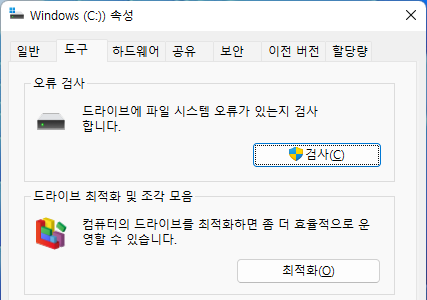 Windows (C:)) 속성
일반 도구 하드웨어 공유 보안 이전 버전 할당량
오류 검사
드라이브에 파일 시스템 오류가 있는지 검사
합니다.
검사(C)
드라이브 최적화 및 조각 모음
컴퓨터의 드라이브를 최적화하면 좀 더 효율적으로 운
영할 수 있습니다.
최적화(O)